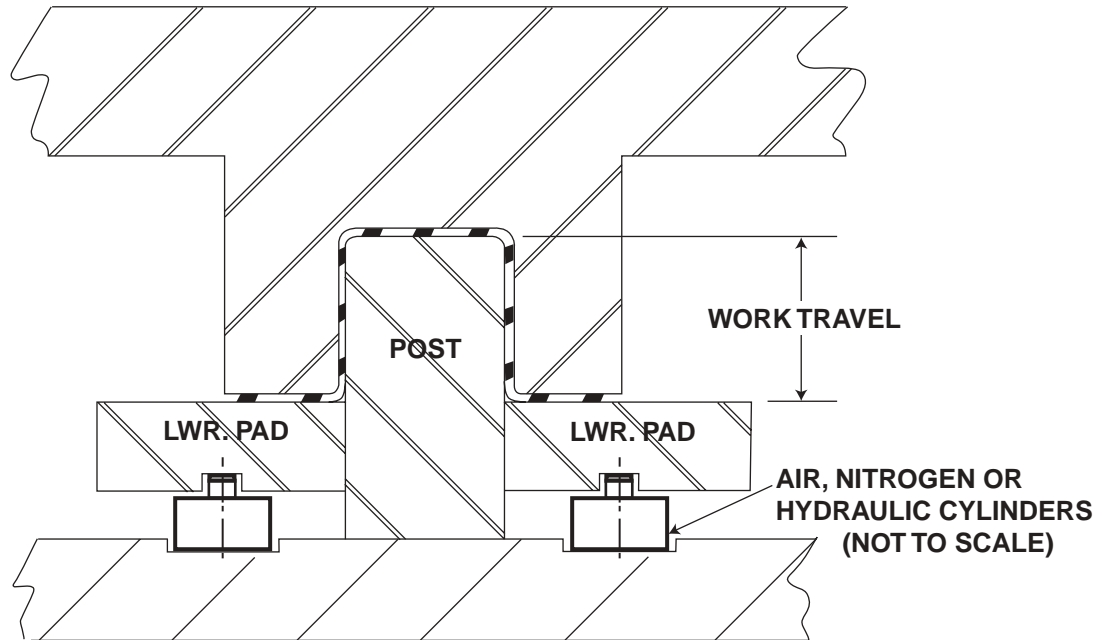 WORK TRAVEL
POST
LWR. PAD
LWR. PAD
AIR, NITROGEN OR
HYDRAULIC CYLINDERS
(NOT TO SCALE)